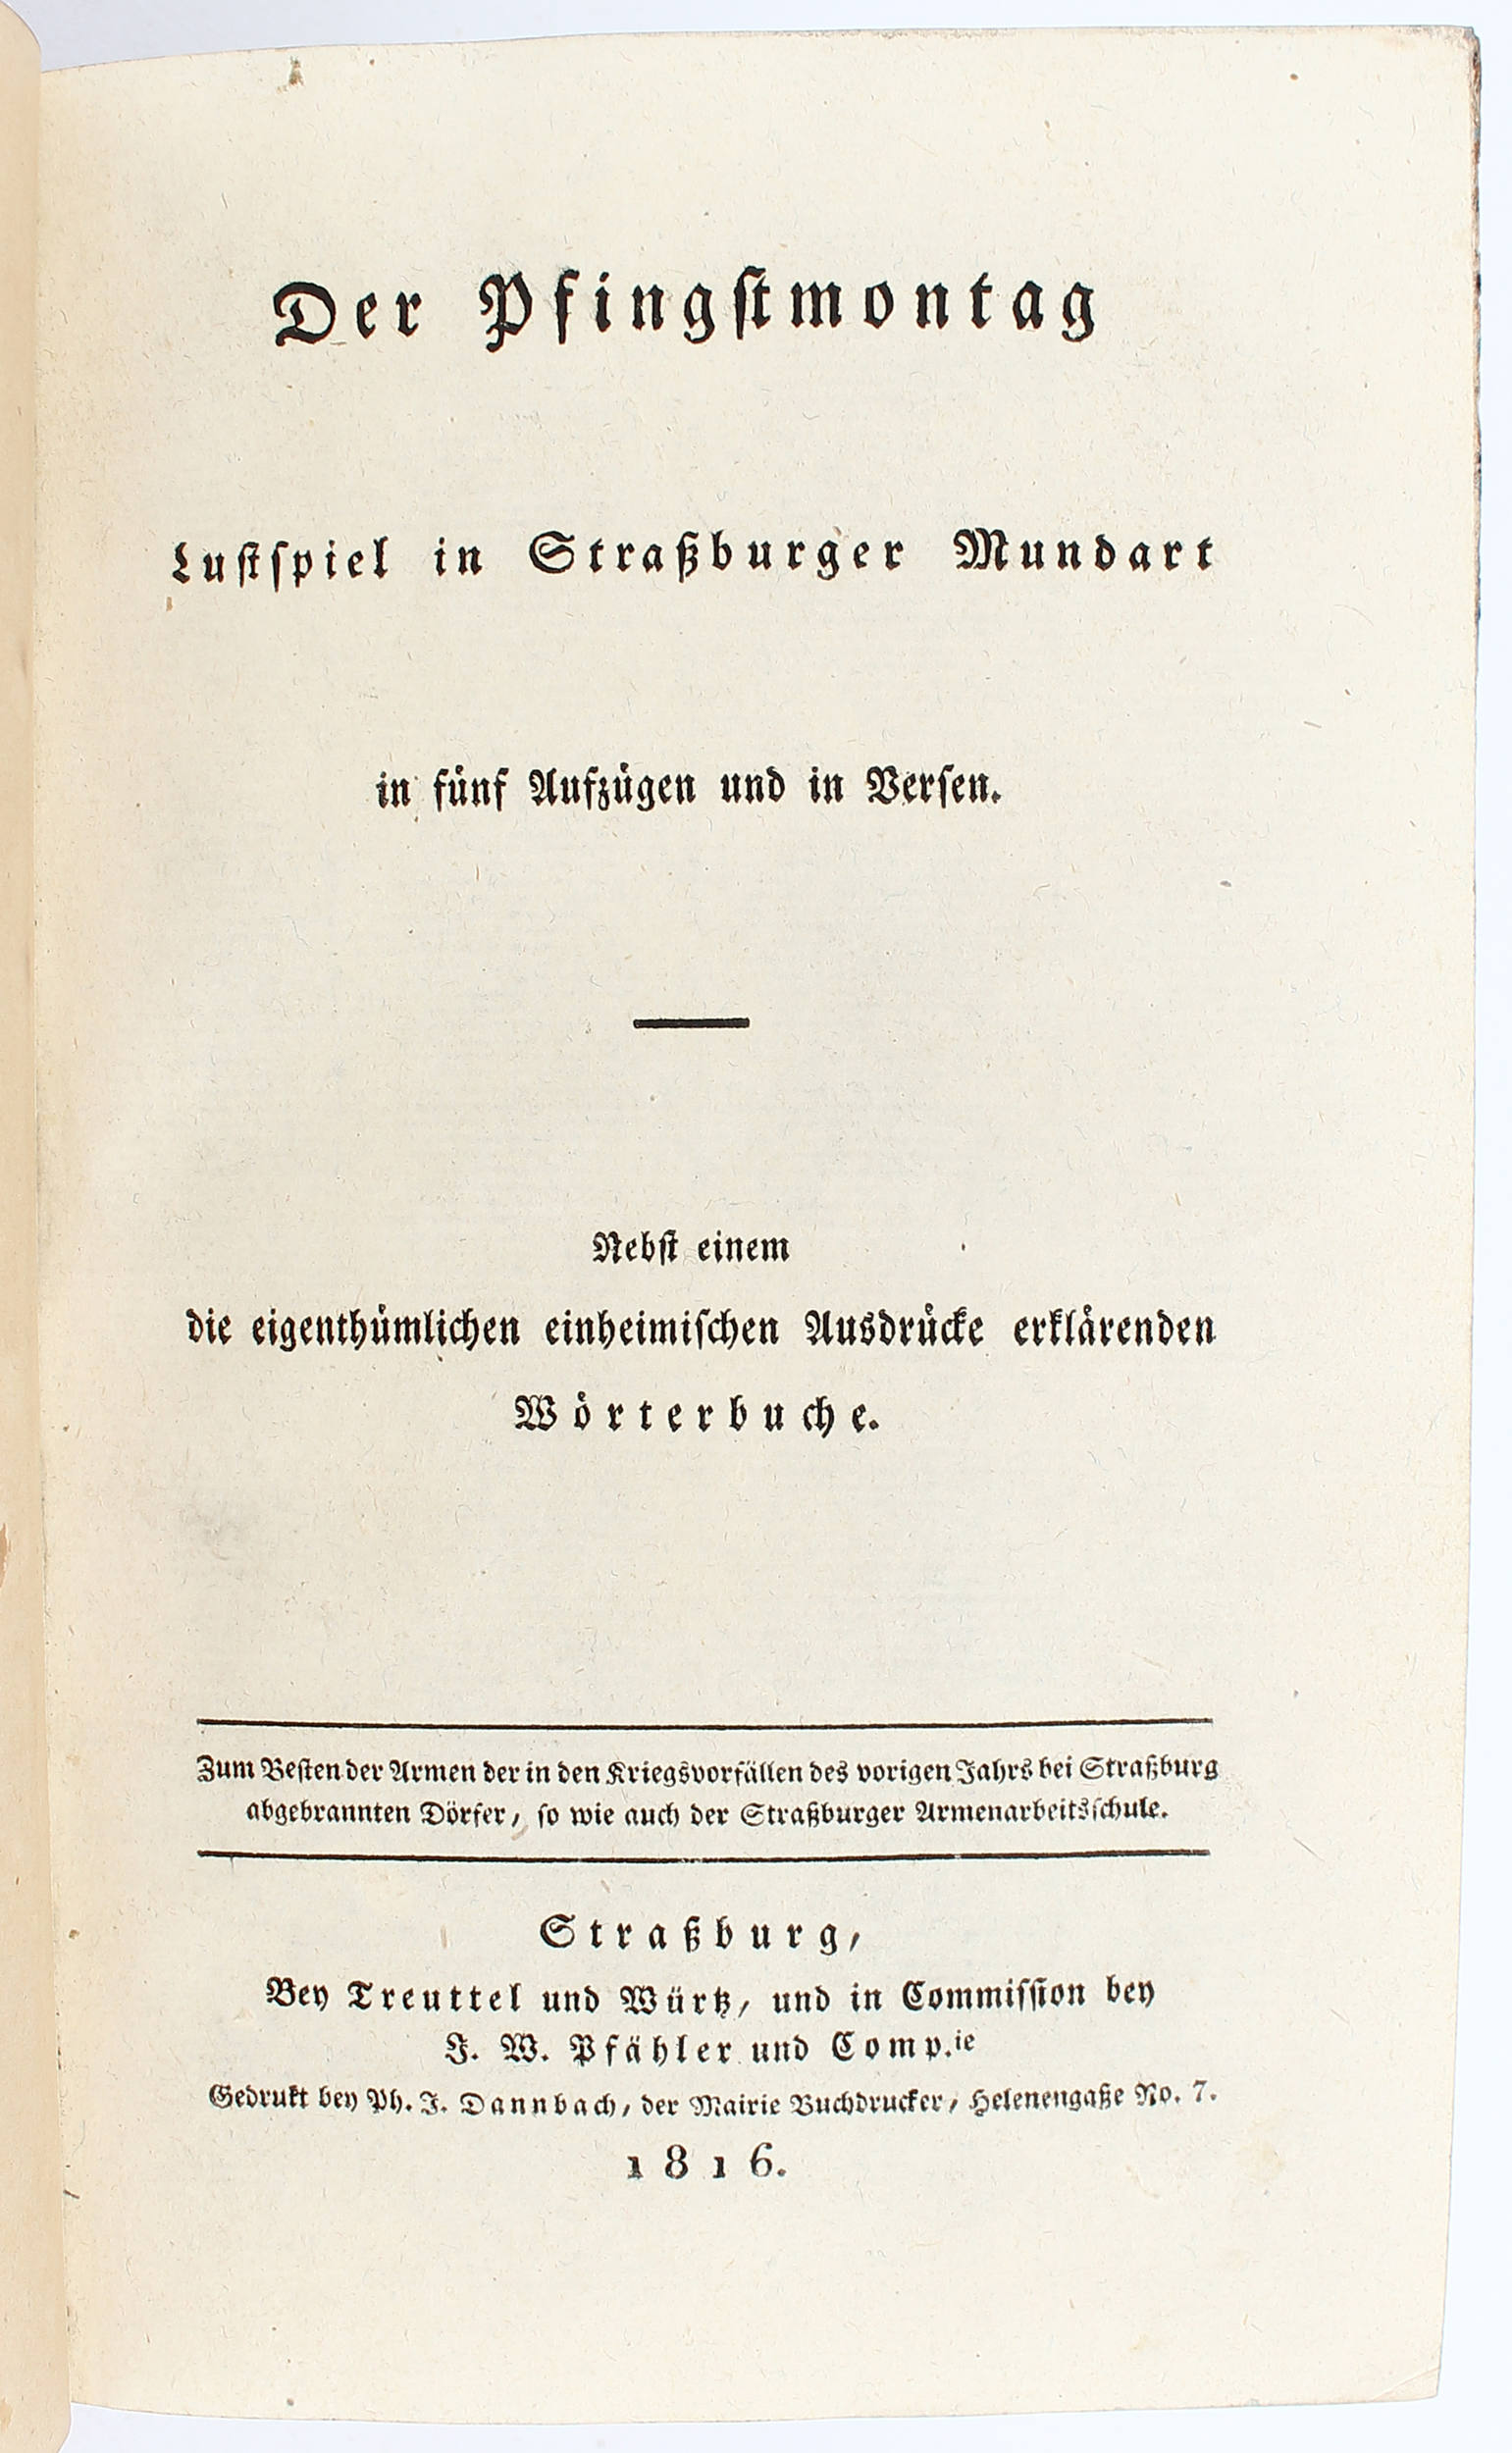 Der Pfingstmontag
Lustspiel in Straßburger Mundart
in fünf Aufzügen und in Versen.
Nebst einem
die eigenthümlichen einheimischen Ausdrücke erklärenden
Wörterbuche.
Zum Besten der Armen der in den Kriegsvorfällen des vorigen Jahrs bei Straßburg
abgebrannten Dörfer, so wie auch der Straßburger Armenarbeitsschule.
Straßburg,
Bey Treuttel und Würtz, und in Commission bey
J. W. Pfähler und Comp.ie
Gedrukt bey Ph. J. Dannbach, der Mairie Buchdrucker, Helenengaße No. 7.
1816.